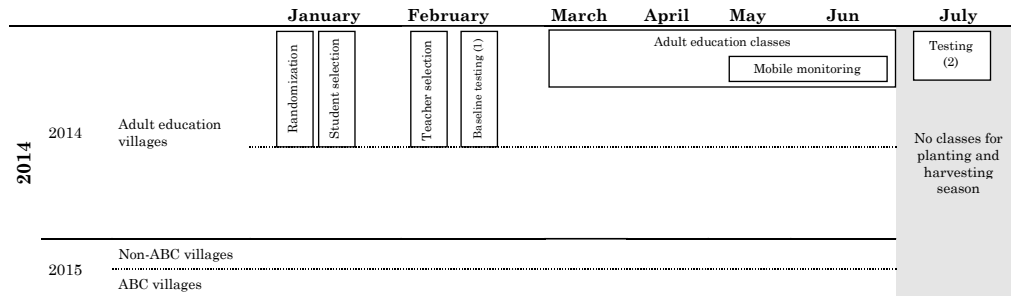 January February March April May Jun July
Randomization
Student selection
Teacher selection
Baseline testing (1)
Adult education classes
Mobile monitoring
Testing
(2)
2014
2014
Adult education
villages
No classes for
planting and
harvesting
season
2015
Non-ABC villages
ABC villages